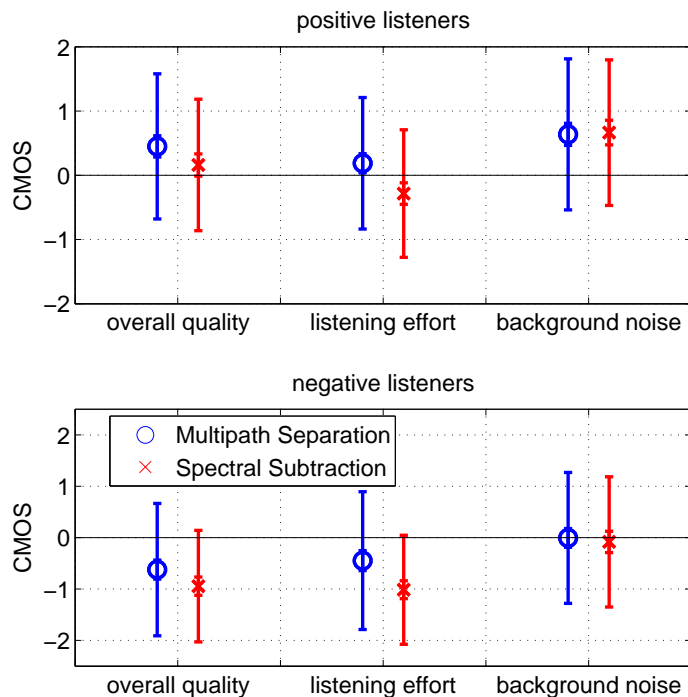 positive listeners
2
1
0
−1
−2
CMOS
overall quality
listening effort
background noise
negative listeners
2
1
0
−1
−2
CMOS
Multipath Separation
Spectral Subtraction
overall quality
listening effort
background noise